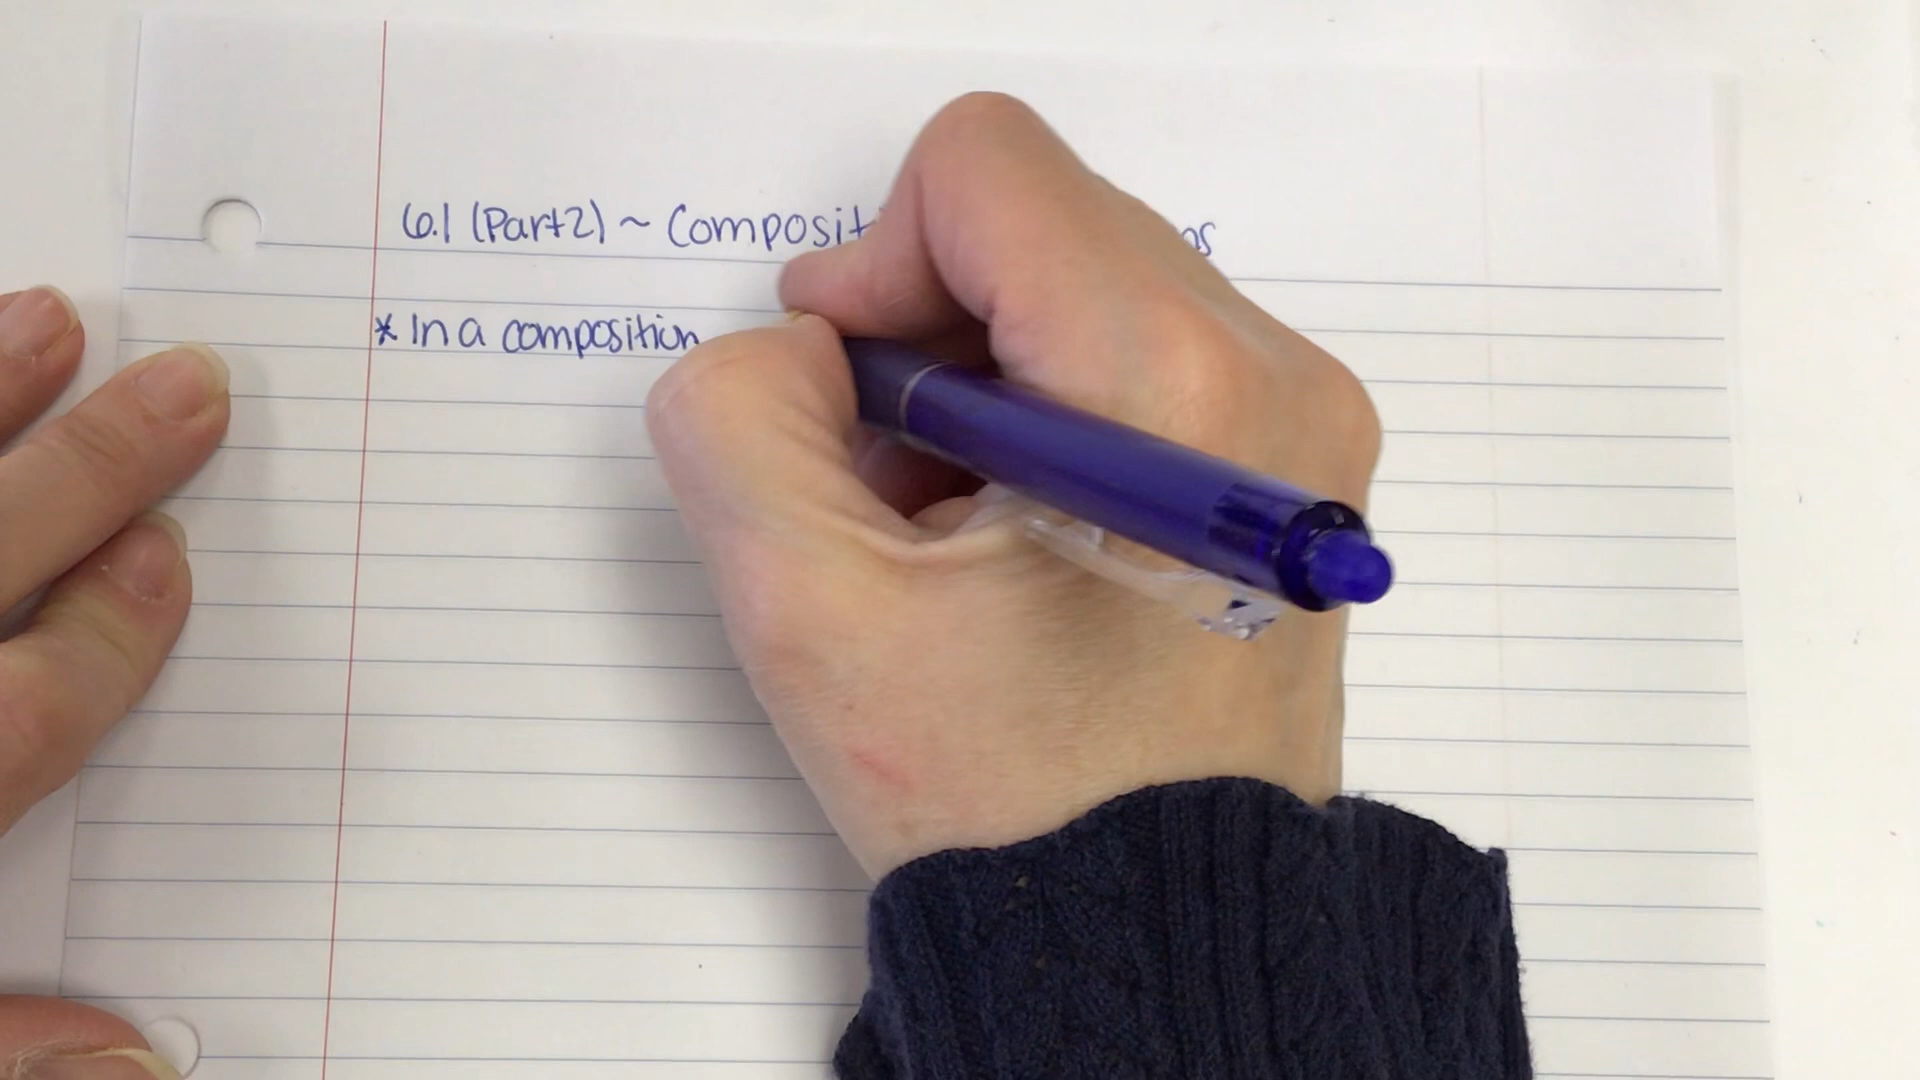 6.1 (Part 2) ~ Composit
* In a composition